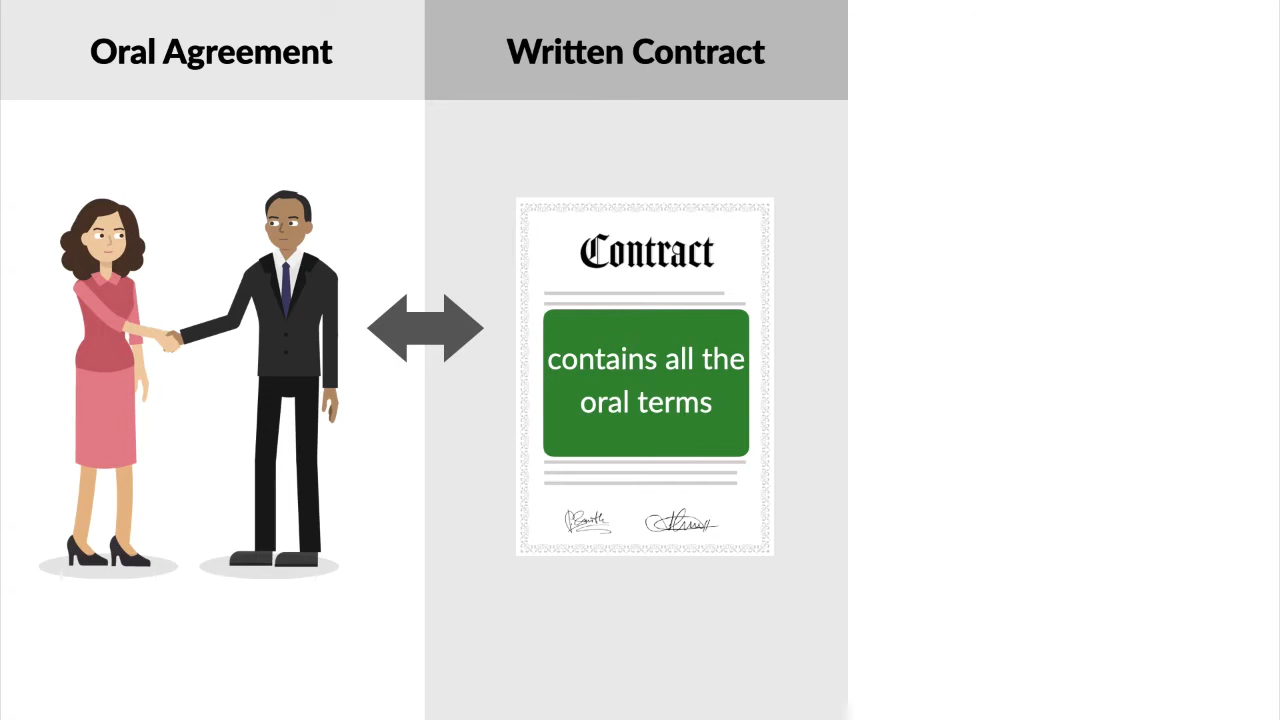 Oral Agreement
Written Contract
Contract
contains all the
oral terms